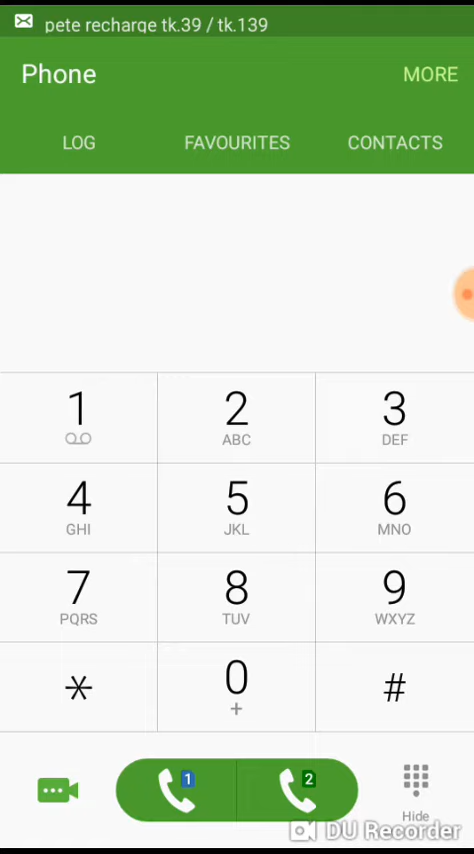 pete recharge tk.39 / tk.139
Phone
MORE
LOG FAVOURITES CONTACTS
1 2 3
ABC DEF
4 5 6
GHI JKL MNO
7 8 9
PQRS TUV WXYZ
* 0 #
+
1 2
Hide
DU Recorder